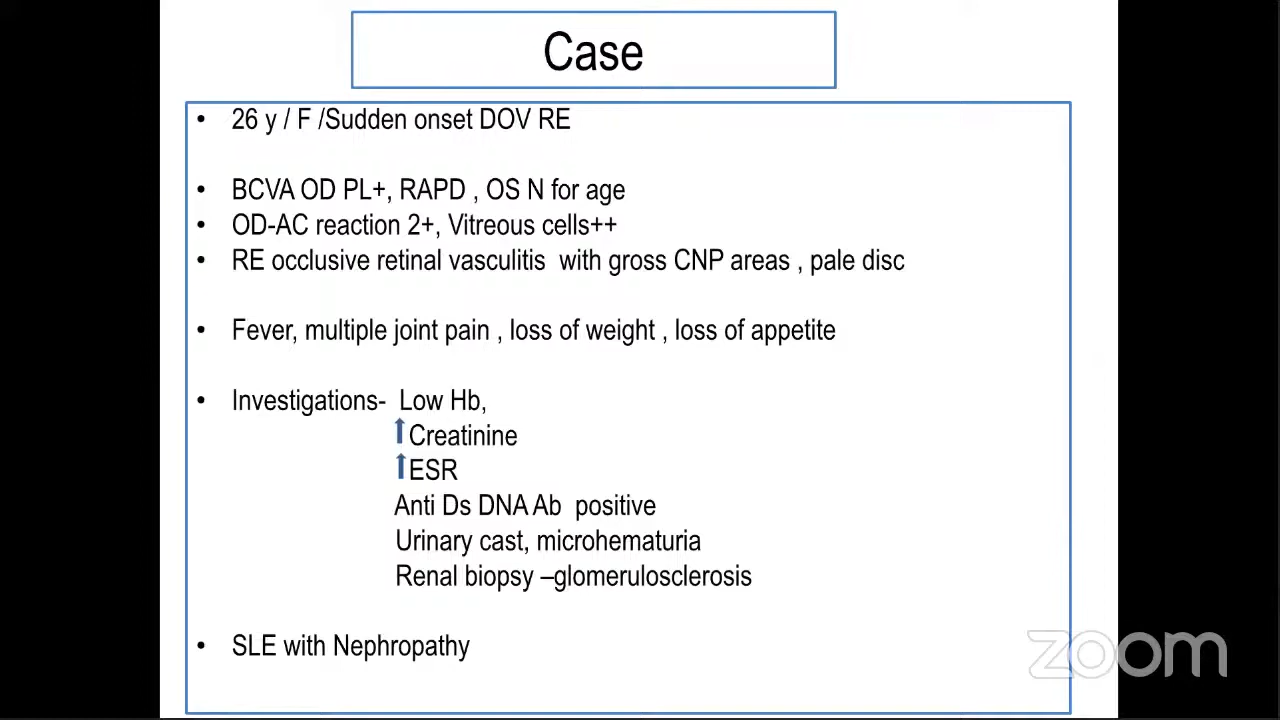 Case
• 26 y / F /Sudden onset DOV RE
• BCVA OD PL+, RAPD , OS N for age
• OD-AC reaction 2+, Vitreous cells++
• RE occlusive retinal vasculitis with gross CNP areas , pale disc
• Fever, multiple joint pain , loss of weight , loss of appetite
• Investigations- Low Hb,
↑Creatinine
↑ESR
Anti Ds DNA Ab positive
Urinary cast, microhematuria
Renal biopsy –glomerulosclerosis
• SLE with Nephropathy
zoom